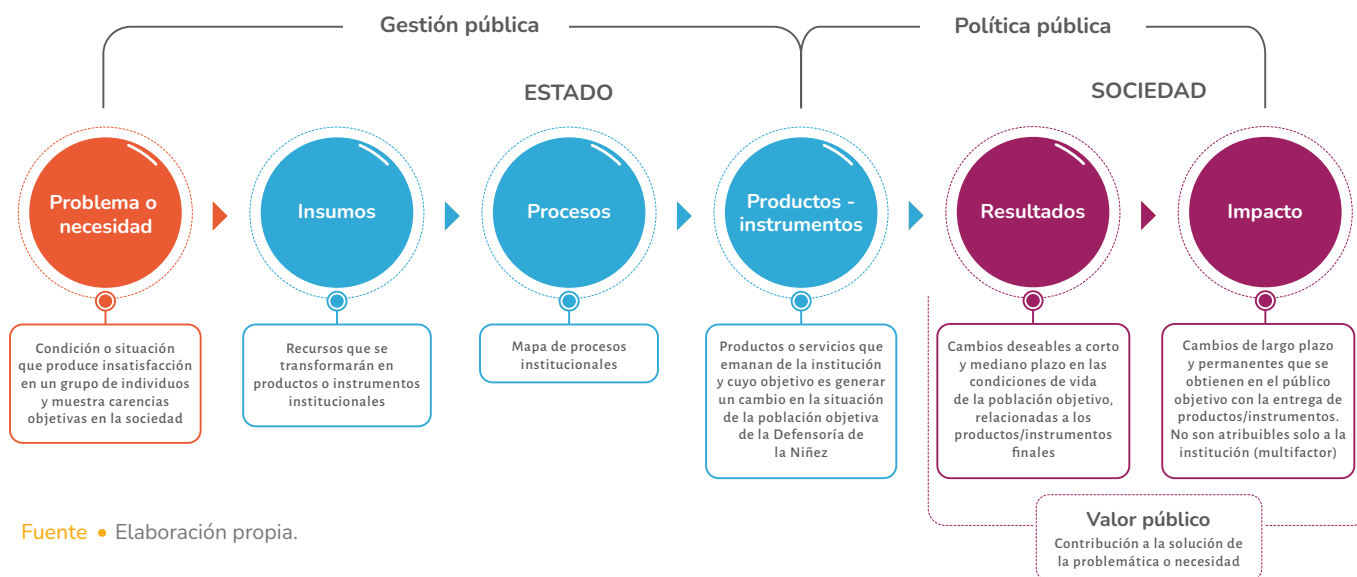 Gestión pública
Política pública
ESTADO
SOCIEDAD
Problema o
necesidad
Insumos
Procesos
Productos -
instrumentos
Resultados
Impacto
Condición o situación
que produce insatisfacción
en un grupo de individuos
y muestra carencias
objetivas en la sociedad
Recursos que se
transformarán en
productos o instrumentos
institucionales
Mapa de procesos
institucionales
Productos o servicios que
emanan de la institución
y cuyo objetivo es generar
un cambio en la situación
de la población objetiva
de la Defensoría de
la Niñez
Cambios deseables a corto
y mediano plazo en las
condiciones de vida
de la población objetivo,
relacionadas a los
productos/instrumentos
finales
Cambios de largo plazo
y permanentes que se
obtienen en el público
objetivo con la entrega de
productos/instrumentos.
No son atribuibles solo a la
institución (multifactor)
Valor público
Contribución a la solución de
la problemática o necesidad
Fuente • Elaboración propia.